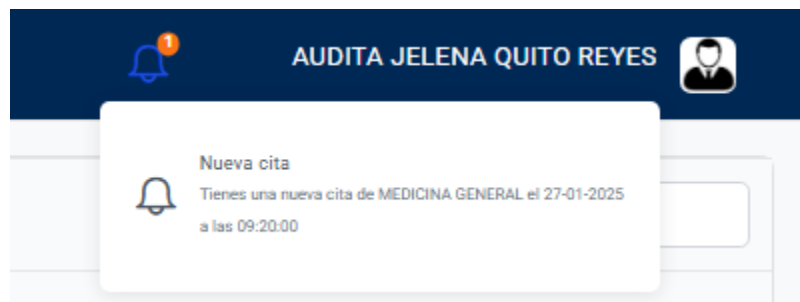 1
AUDITA JELENA QUITO REYES
Nueva cita
Tienes una nueva cita de MEDICINA GENERAL el 27-01-2025
a las 09:20:00